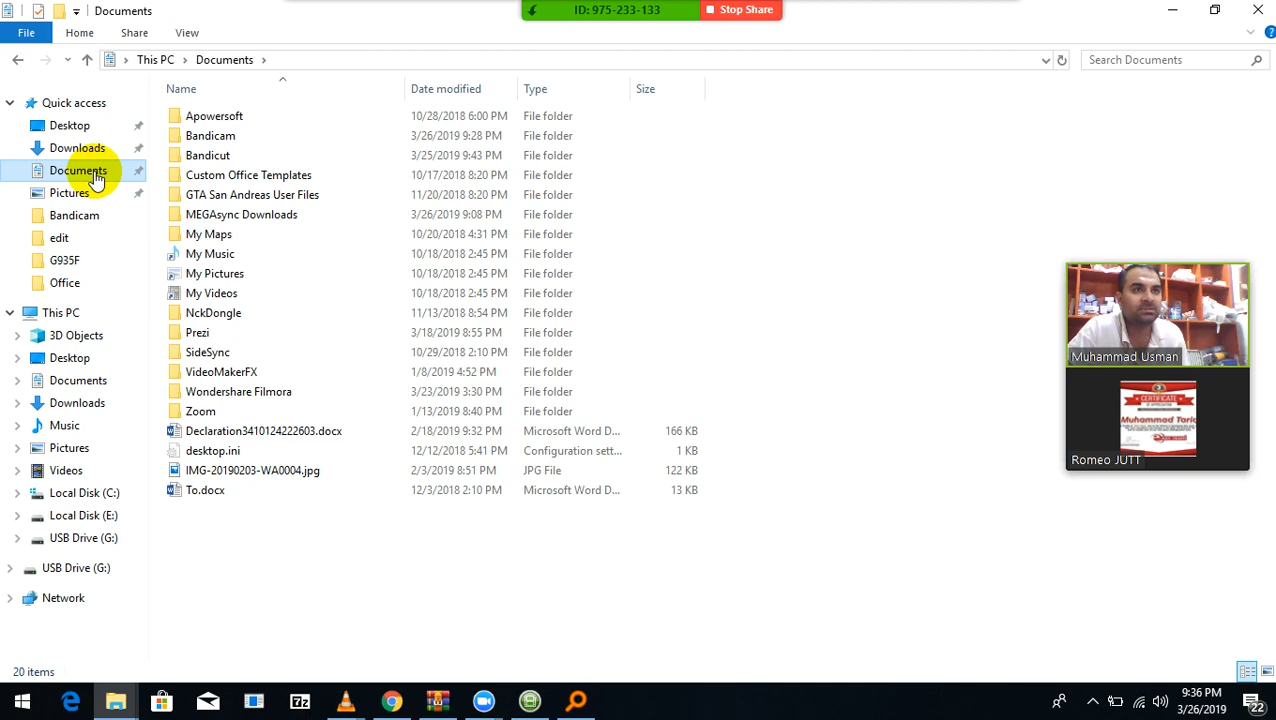 Documents
ID: 975-233-133
Stop Share
File Home Share View
This PC Documents
Search Documents
Name Date modified Type Size
Quick access
Desktop
Downloads
Documents
Pictures
Bandicam
edit
G935F
Office
This PC
3D Objects
Desktop
Documents
Downloads
Music
Pictures
Videos
Local Disk (C:)
Local Disk (E:)
USB Drive (G:)
USB Drive (G:)
Network
Apowersoft 10/28/2018 6:00 PM File folder
Bandicam 3/26/2019 9:28 PM File folder
Bandicut 3/25/2019 9:43 PM File folder
Custom Office Templates 10/17/2018 8:20 PM File folder
GTA San Andreas User Files 11/20/2018 8:20 PM File folder
MEGAsync Downloads 3/26/2019 9:08 PM File folder
My Maps 10/20/2018 4:31 PM File folder
My Music 10/18/2018 2:45 PM File folder
My Pictures 10/18/2018 2:45 PM File folder
My Videos 10/18/2018 2:45 PM File folder
NckDongle 11/13/2018 8:54 PM File folder
Prezi 3/18/2019 8:55 PM File folder
SideSync 10/29/2018 2:10 PM File folder
VideoMakerFX 1/8/2019 4:52 PM File folder
Wondershare Filmora 3/23/2019 3:30 PM File folder
Zoom 1/13/2019 8:40 PM File folder
Declaration3410124222603.docx 2/18/2019 9:32 PM Microsoft Word D... 166 KB
desktop.ini 12/12/2018 5:41 PM Configuration sett... 1 KB
IMG-20190203-WA0004.jpg 2/3/2019 8:51 PM JPG File 122 KB
To.docx 12/3/2018 2:10 PM Microsoft Word D... 13 KB
Muhammad Usman
CERTIFICATE
OF APPRECIATION
Muhammad Tariq
Romeo JUTT
20 items
7z
9:36 PM
3/26/2019
22